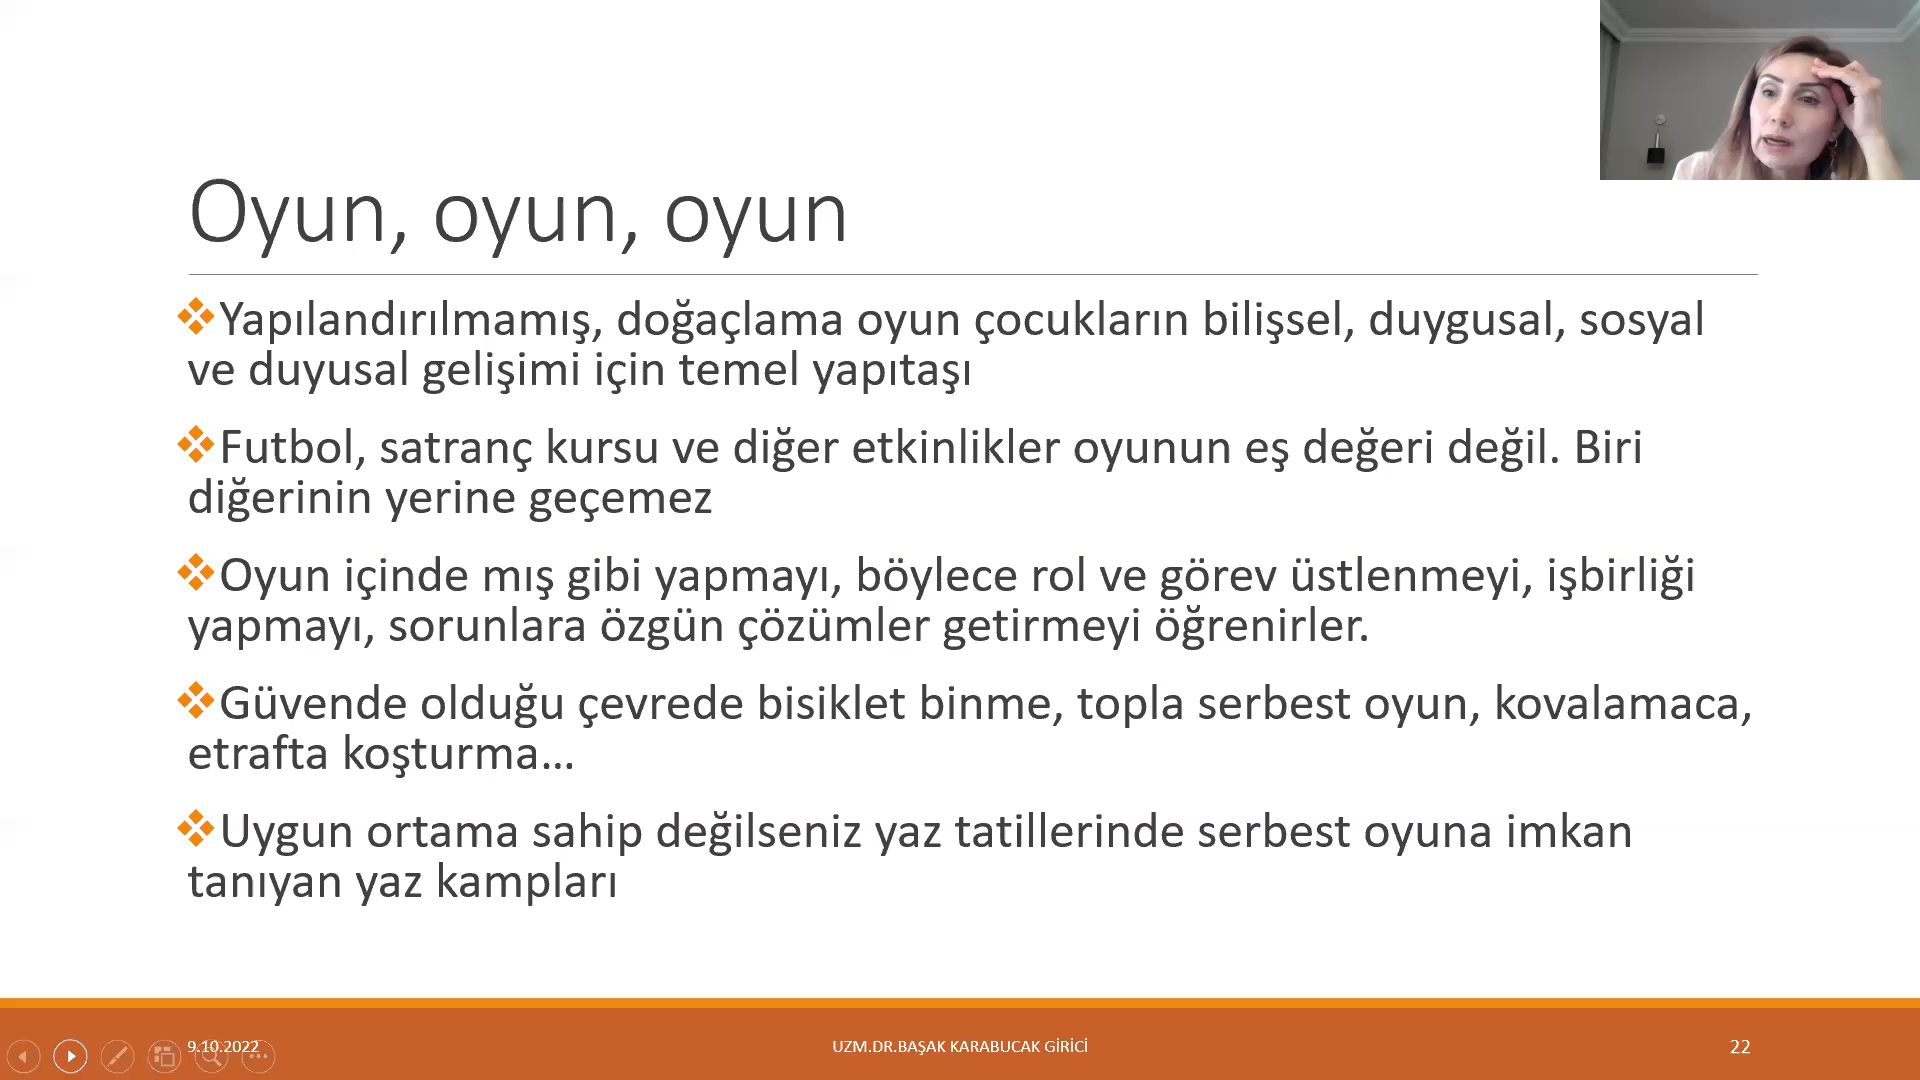 Oyun, oyun, oyun
Yapılandırılmamış, doğaçlama oyun çocukların bilişsel, duygusal, sosyal
ve duyusal gelişimi için temel yapıtaşı
Futbol, satranç kursu ve diğer etkinlikler oyunun eş değeri değil. Biri
diğerinin yerine geçemez
Oyun içinde mış gibi yapmayı, böylece rol ve görev üstlenmeyi, işbirliği
yapmayı, sorunlara özgün çözümler getirmeyi öğrenirler.
Güvende olduğu çevrede bisiklet binme, topla serbest oyun, kovalamaca,
etrafta koşturma…
Uygun ortama sahip değilseniz yaz tatillerinde serbest oyuna imkan
tanıyan yaz kampları
9.10.2022
UZM.DR.BAŞAK KARABUCAK GİRİCİ
22